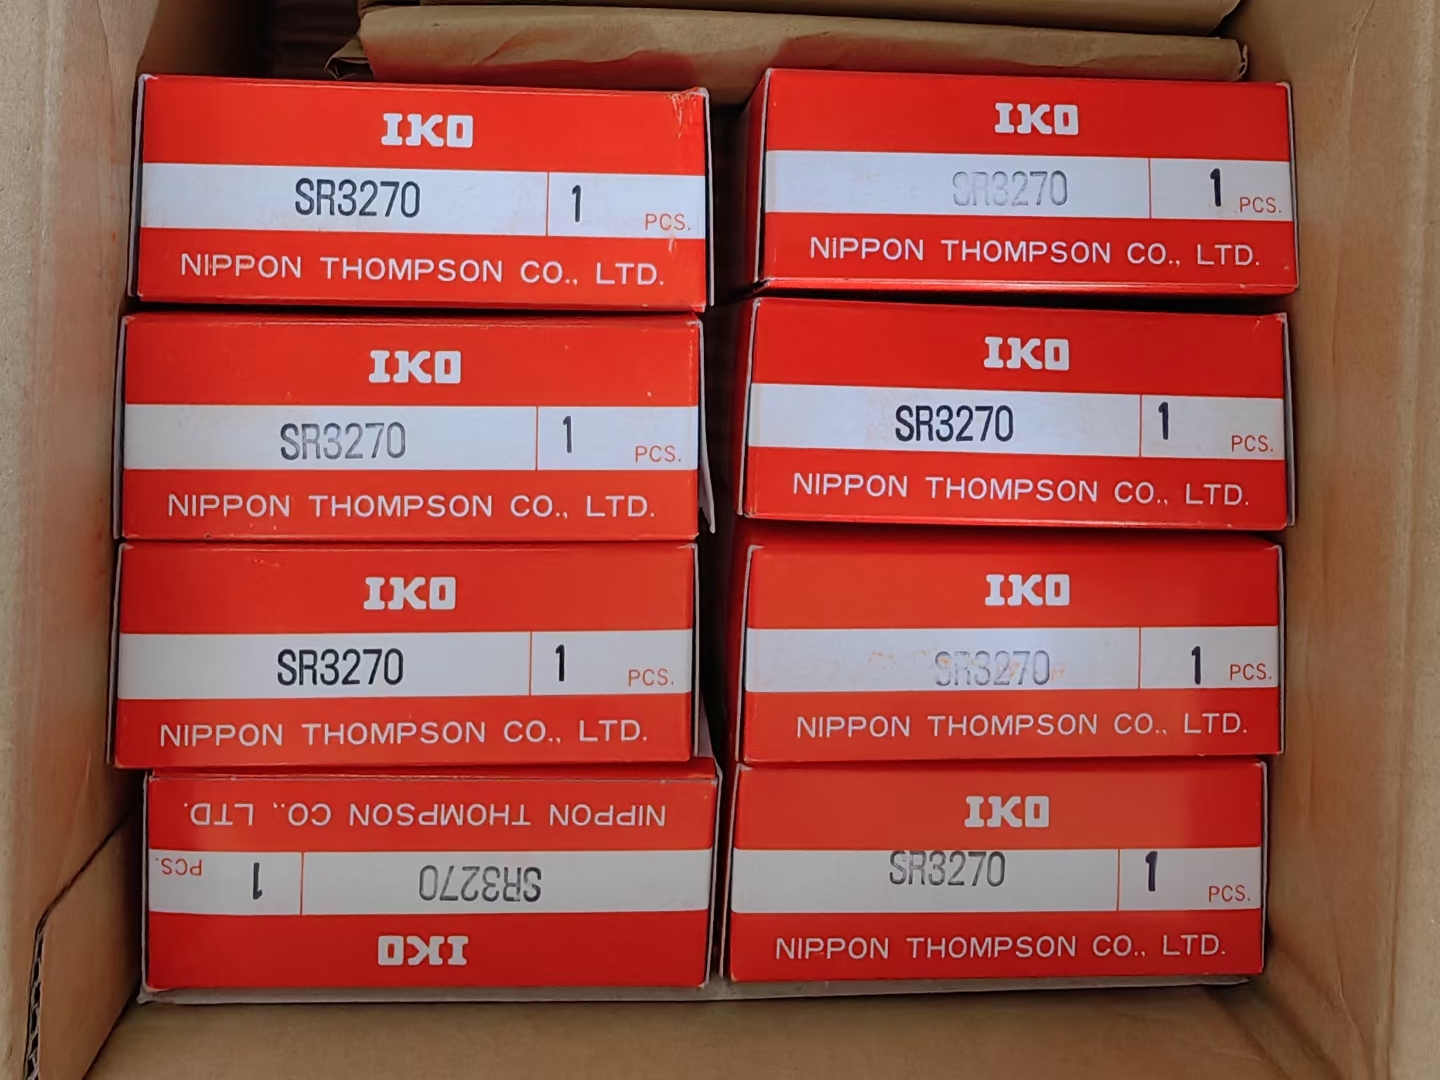 IKO
SR3270 1 PCS.
NIPPON THOMPSON CO., LTD.
IKO
SR3270 1 PCS.
NIPPON THOMPSON CO., LTD.
IKO
SR3270 1 PCS.
NIPPON THOMPSON CO., LTD.
IKO
SR3270 1 PCS.
NIPPON THOMPSON CO., LTD.
IKO
SR3270 1 PCS.
NIPPON THOMPSON CO., LTD.
IKO
SR3270 1 PCS.
NIPPON THOMPSON CO., LTD.
IKO
SR3270 1 PCS.
NIPPON THOMPSON CO., LTD.
IKO
SR3270 1 PCS.
NIPPON THOMPSON CO., LTD.